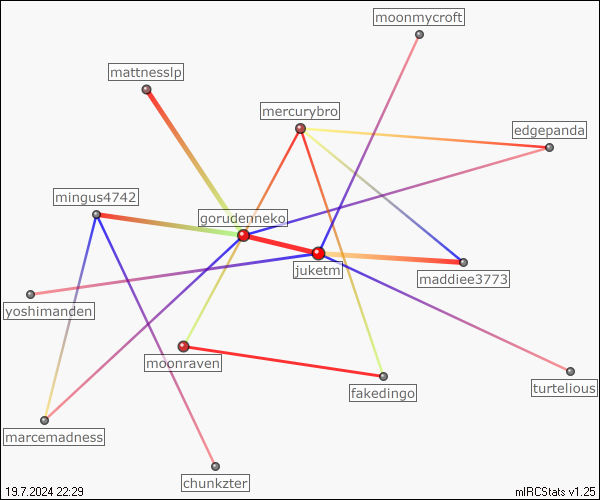 moonmycroft
mattnesslp
mercurybro
edgepanda
mingus4742
gorudenneko
juketm
maddiee3773
yoshimanden
moonraven
fakedingo
turtelious
marcemadness
chunkzter
19.7.2024 22:29
mIRCStats v1.25